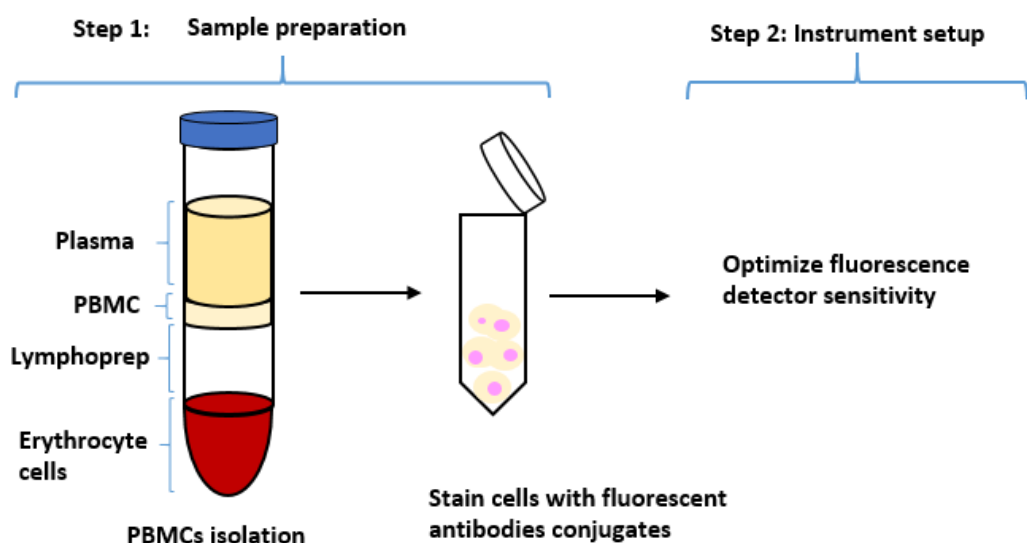 Step 1: Sample preparation
Step 2: Instrument setup
Plasma
PBMC
Lymphoprep
Erythrocyte
cells
PBMCs isolation
Stain cells with fluorescent
antibodies conjugates
Optimize fluorescence
detector sensitivity